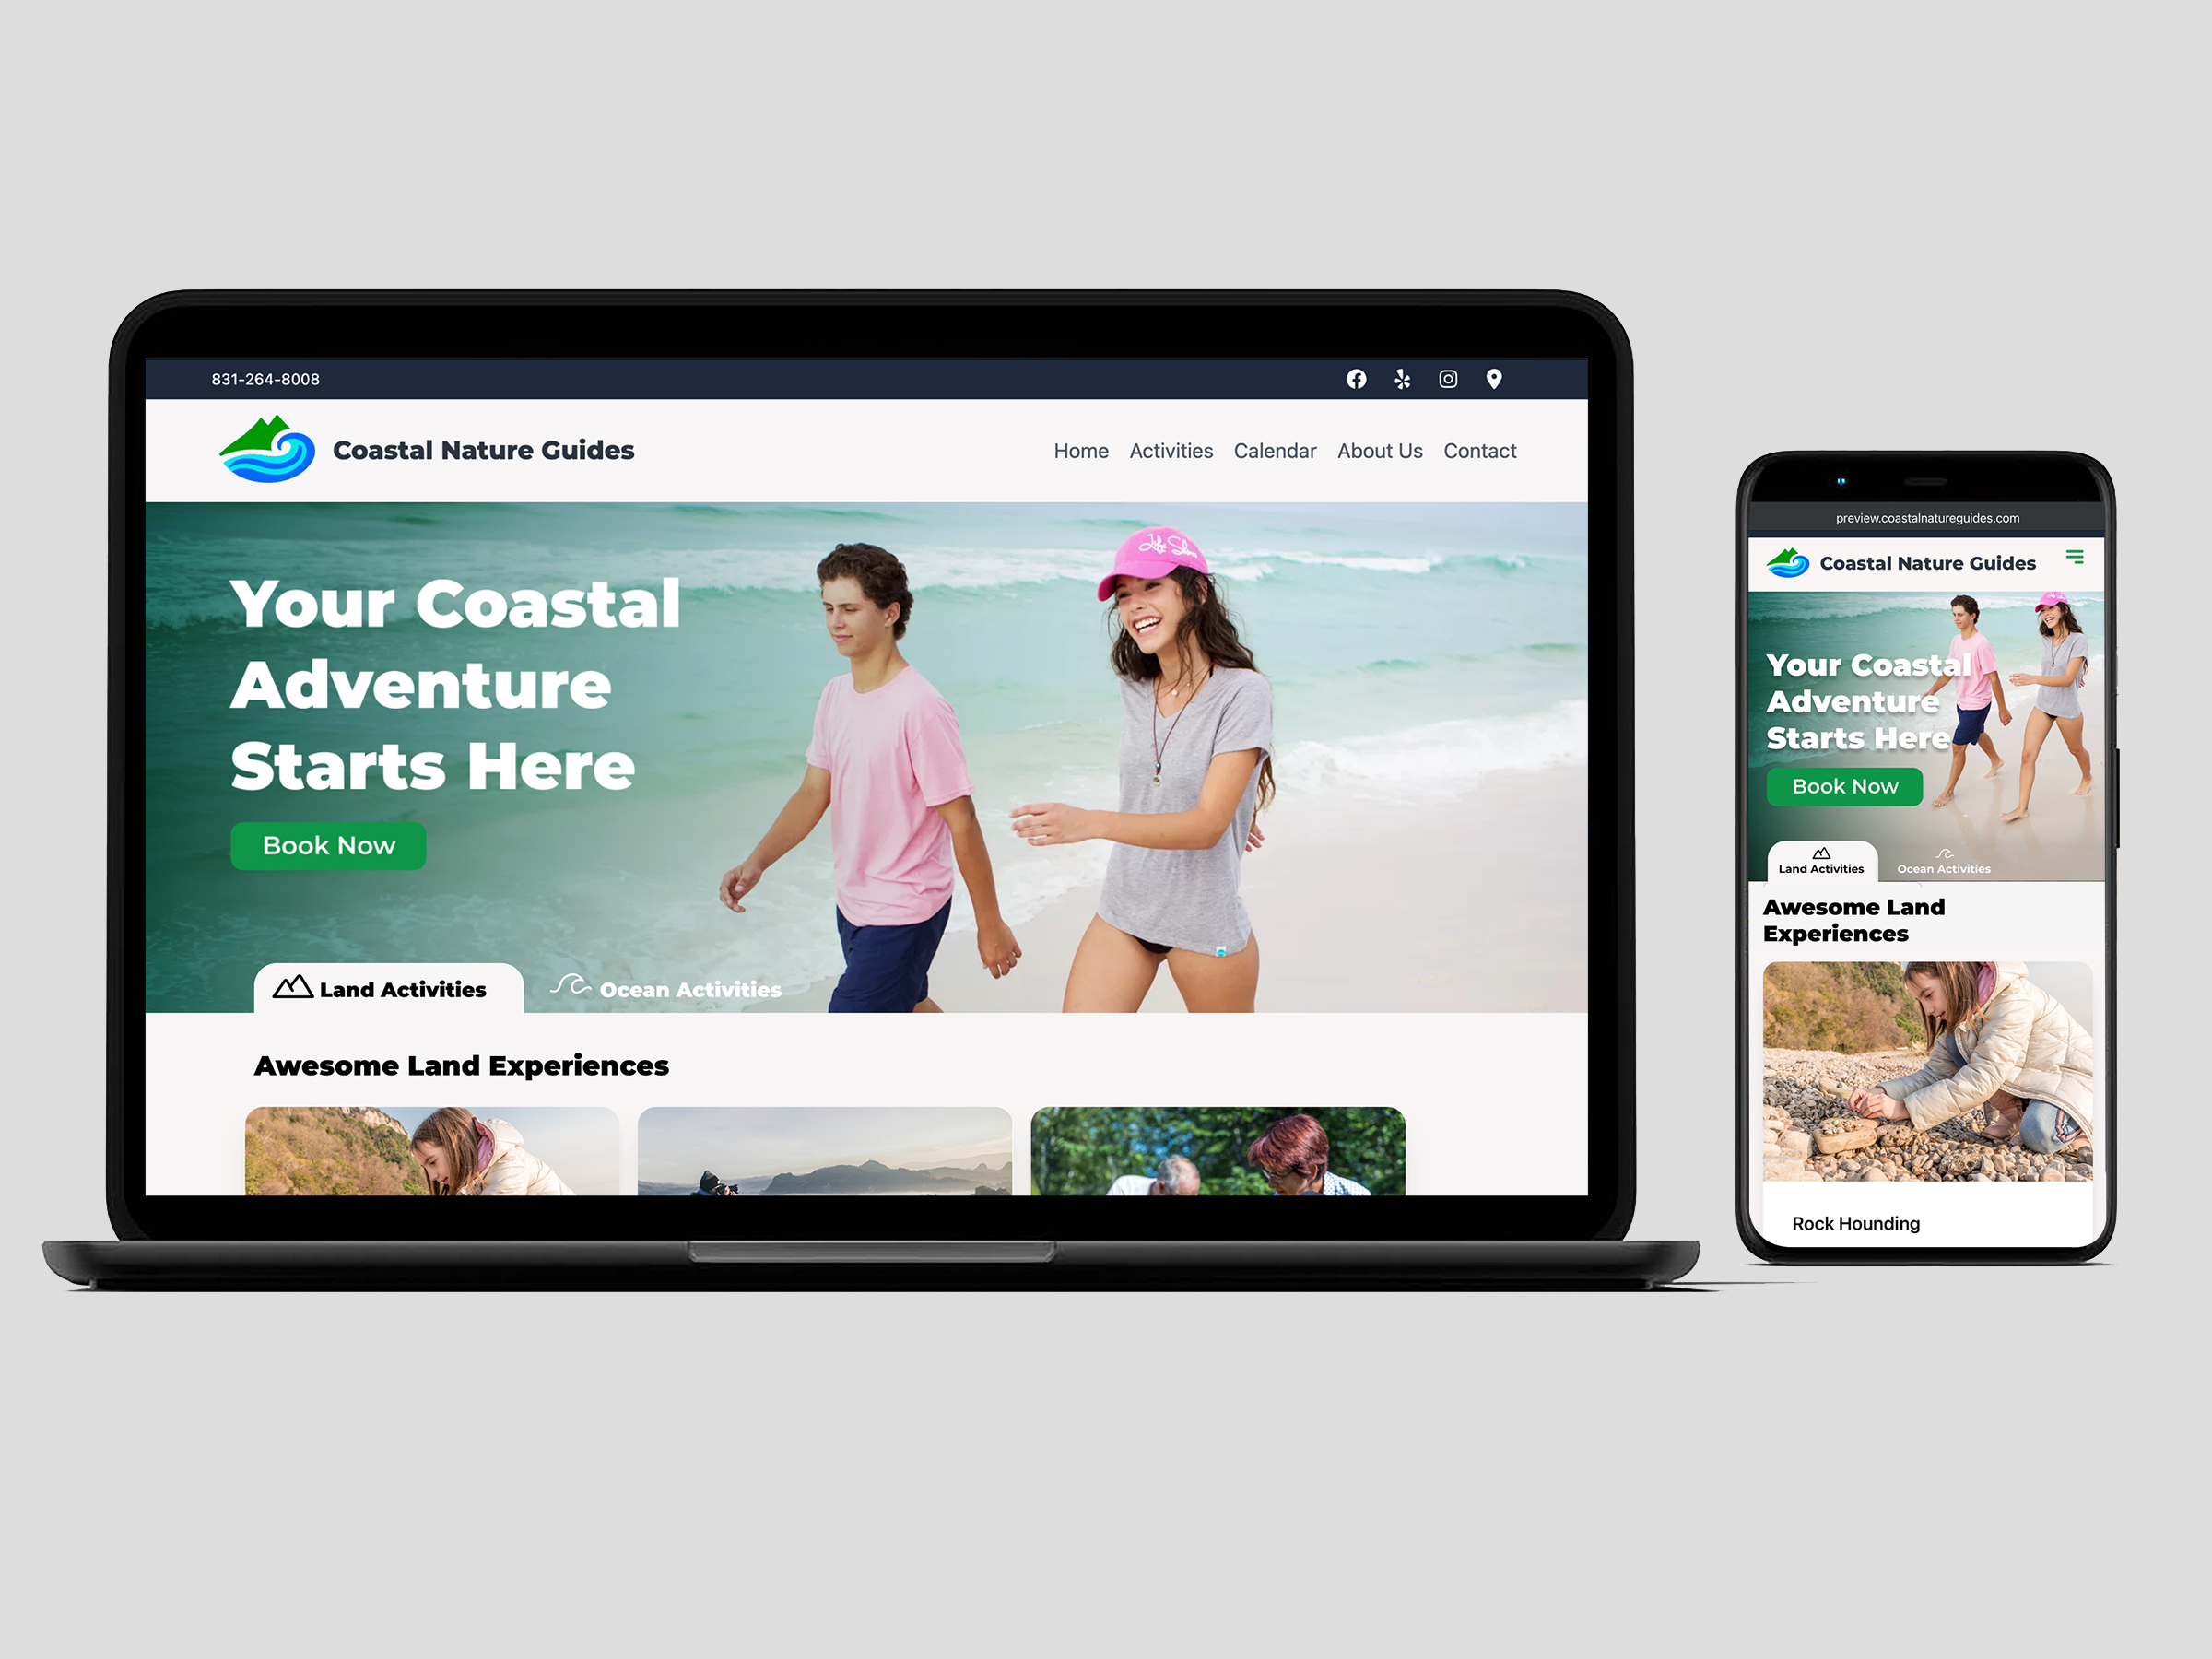 831-264-8008
Coastal Nature Guides
Home Activities Calendar About Us Contact
Your Coastal
Adventure
Starts Here
Book Now
Land Activities Ocean Activities
Awesome Land Experiences
preview.coastalnatureguides.com
Coastal Nature Guides
Your Coastal
Adventure
Starts Here
Book Now
Land Activities Ocean Activities
Awesome Land
Experiences
Rock Hounding